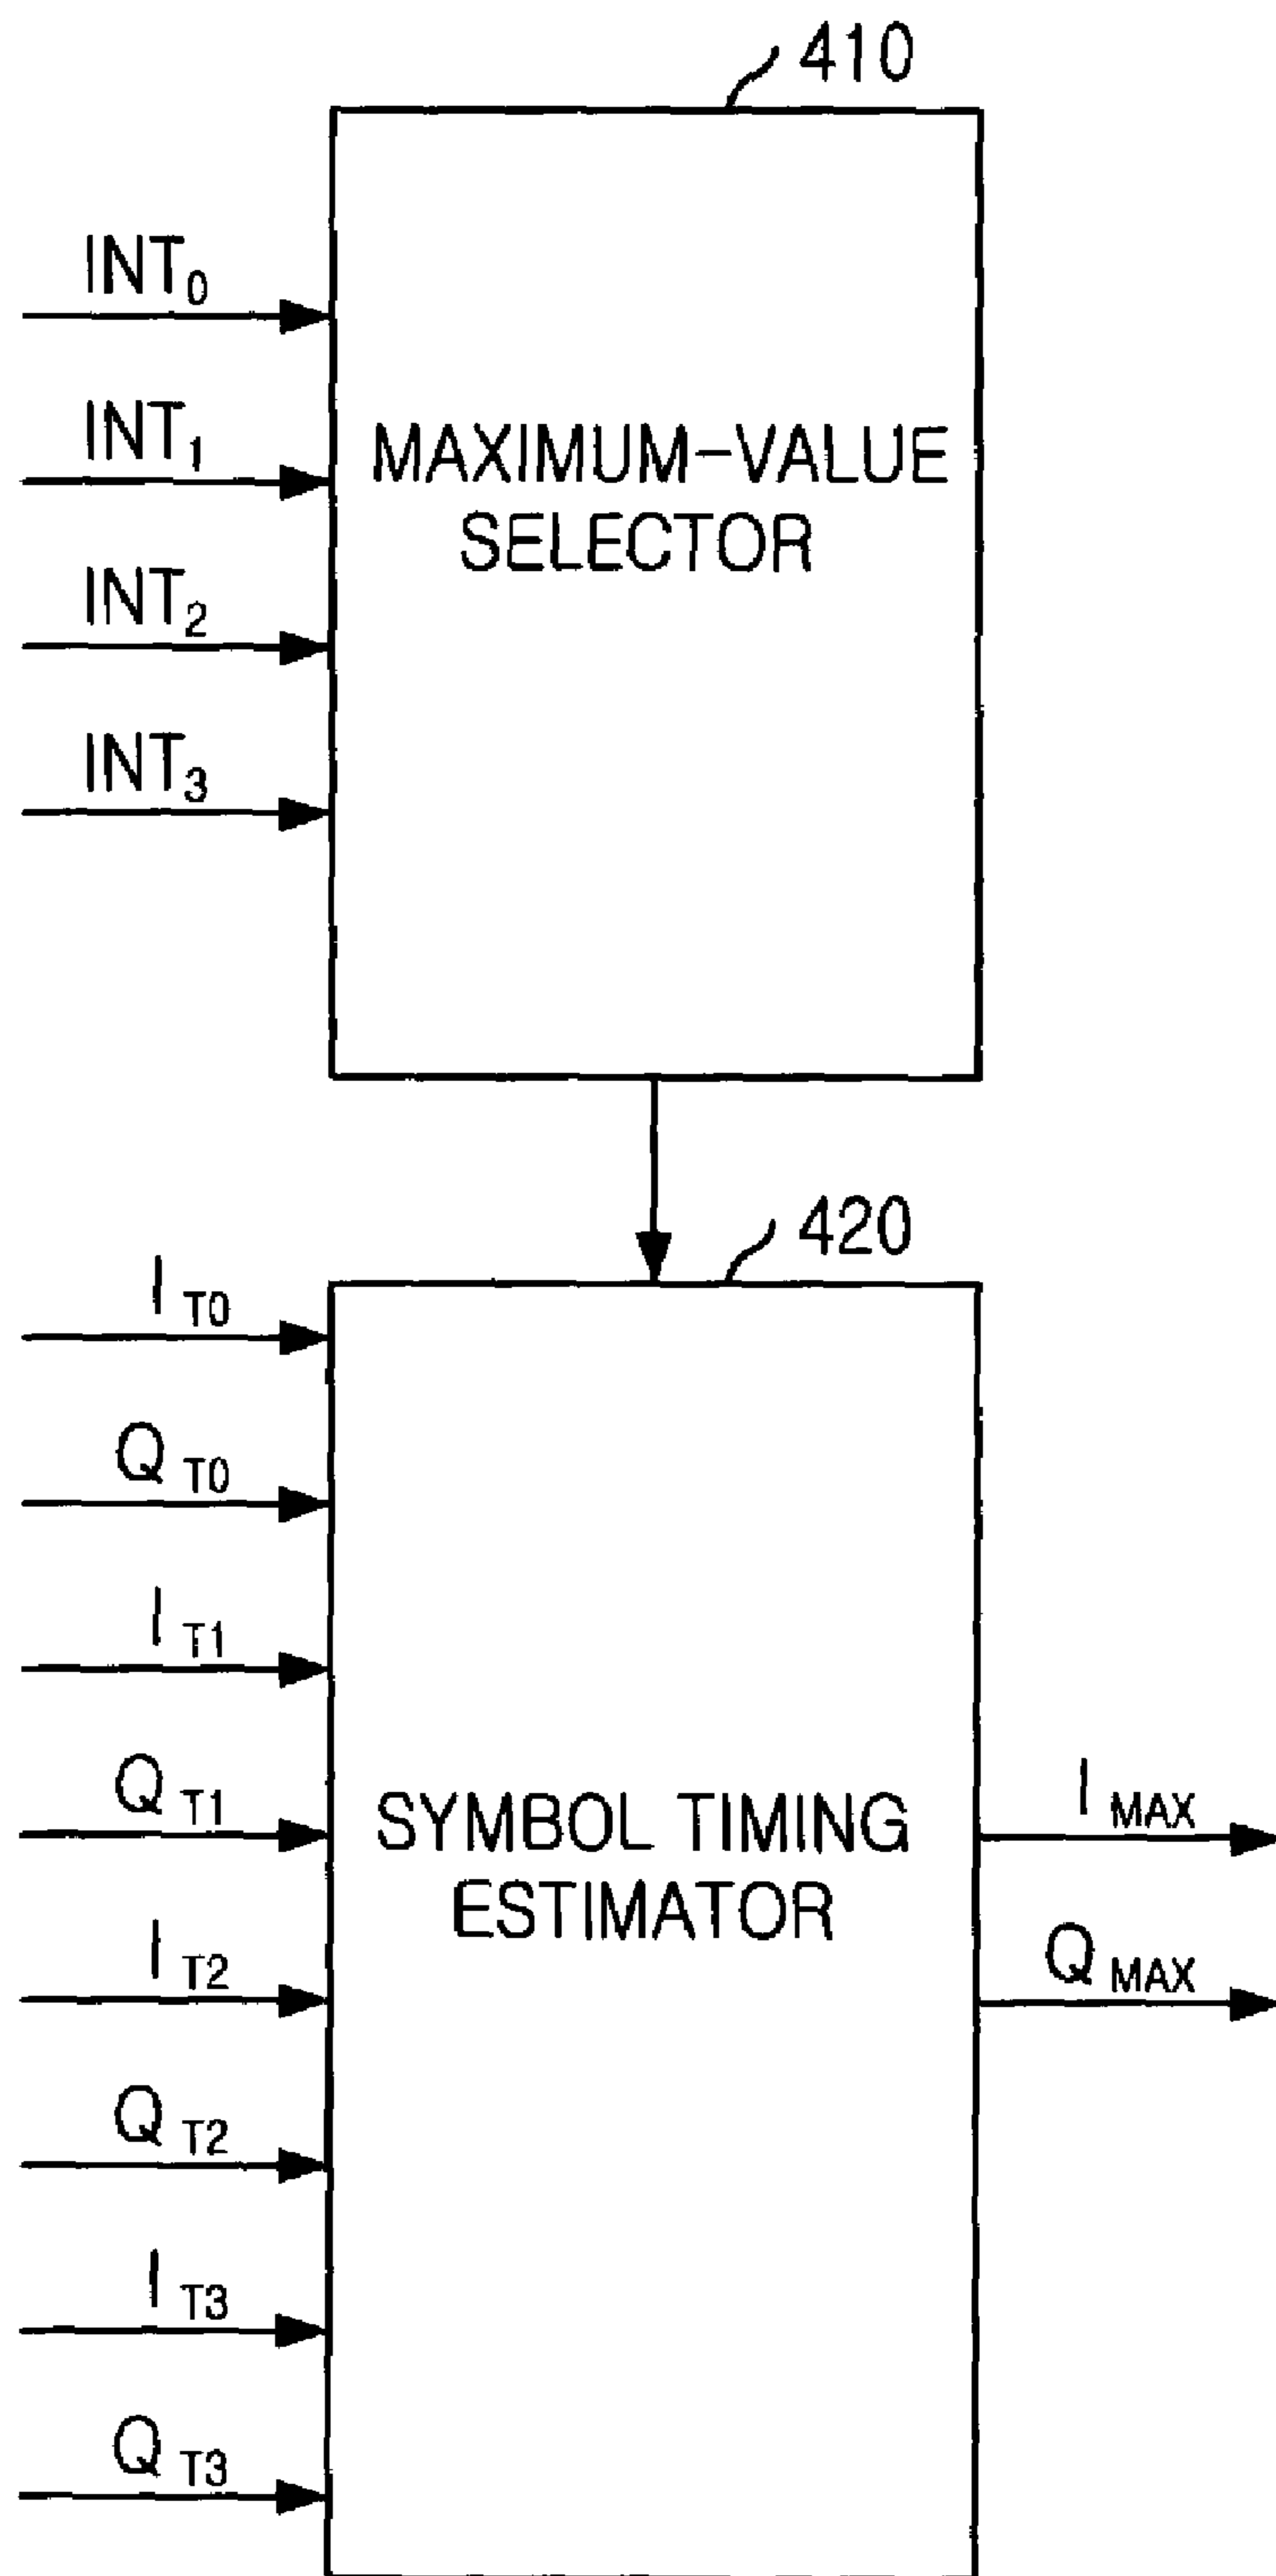 410
INT0
INT1
MAXIMUM-VALUE
SELECTOR
INT2
INT3
420
IT0
QT0
IT1
QT1
SYMBOL TIMING
ESTIMATOR
IMAX
IT2
QMAX
QT2
IT3
QT3